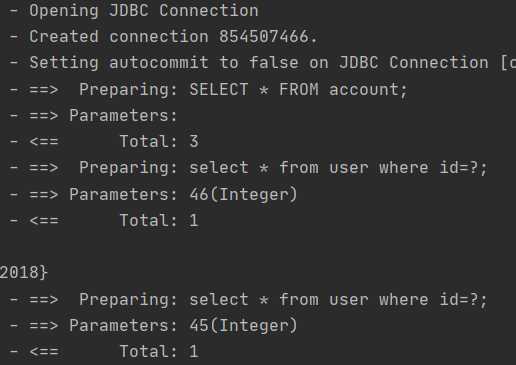 - Opening JDBC Connection
- Created connection 854507466.
- Setting autocommit to false on JDBC Connection [
- ==>  Preparing: SELECT * FROM account;
- ==> Parameters:
- <==      Total: 3
- ==>  Preparing: select * from user where id=?;
- ==> Parameters: 46(Integer)
- <==      Total: 1
2018}
- ==>  Preparing: select * from user where id=?;
- ==> Parameters: 45(Integer)
- <==      Total: 1